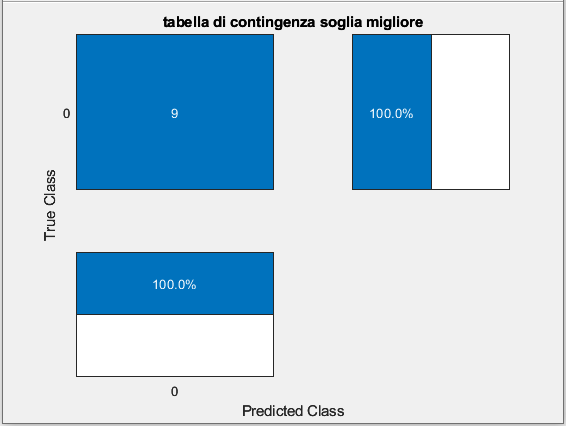 tabella di contingenza soglia migliore
0
9
100.0%
True Class
100.0%
0
Predicted Class